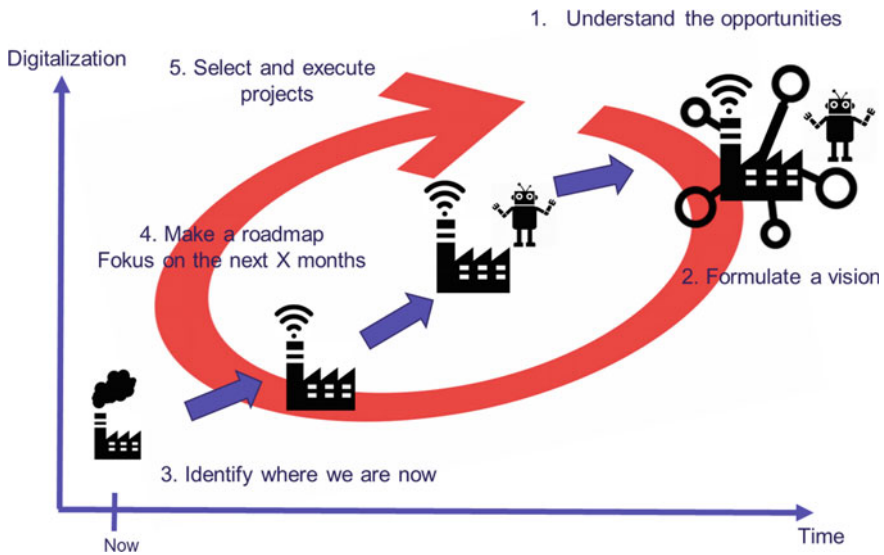 1. Understand the opportunities
Digitalization
5. Select and execute
projects
4. Make a roadmap
Fokus on the next X months
2. Formulate a vision
3. Identify where we are now
Time
Now